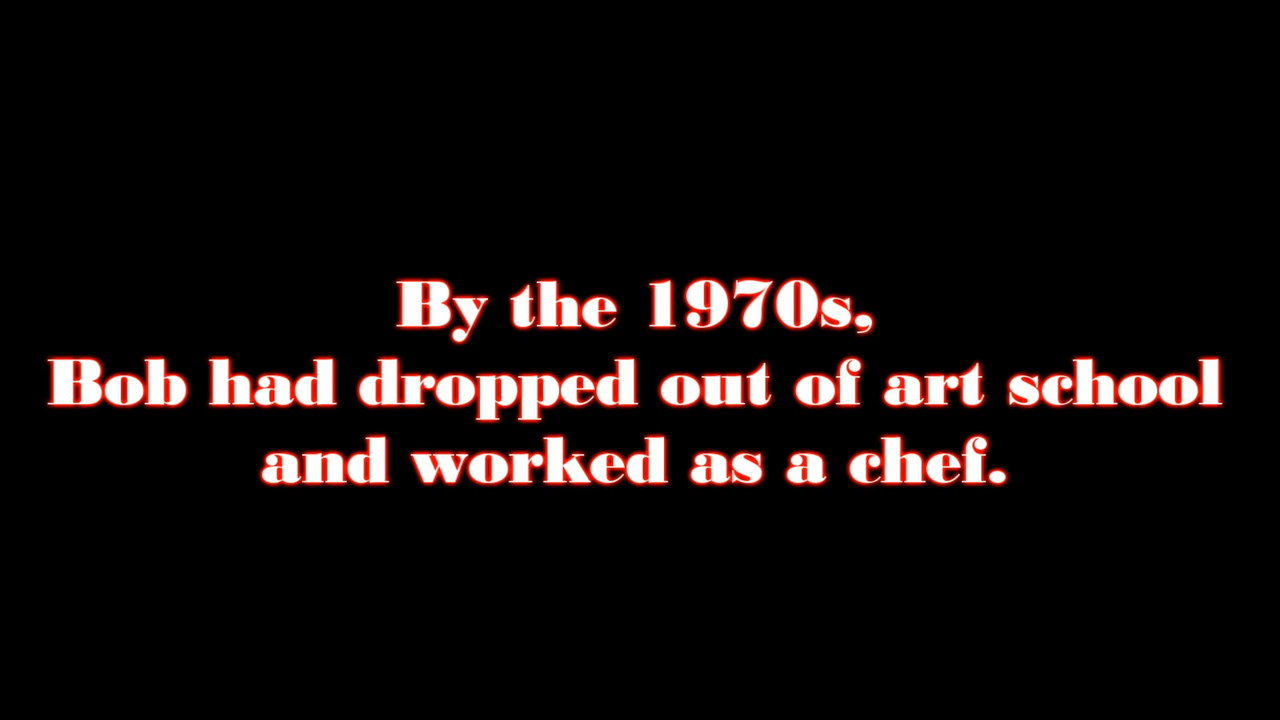 By the 1970s,
Bob had dropped out of art school
and worked as a chef.